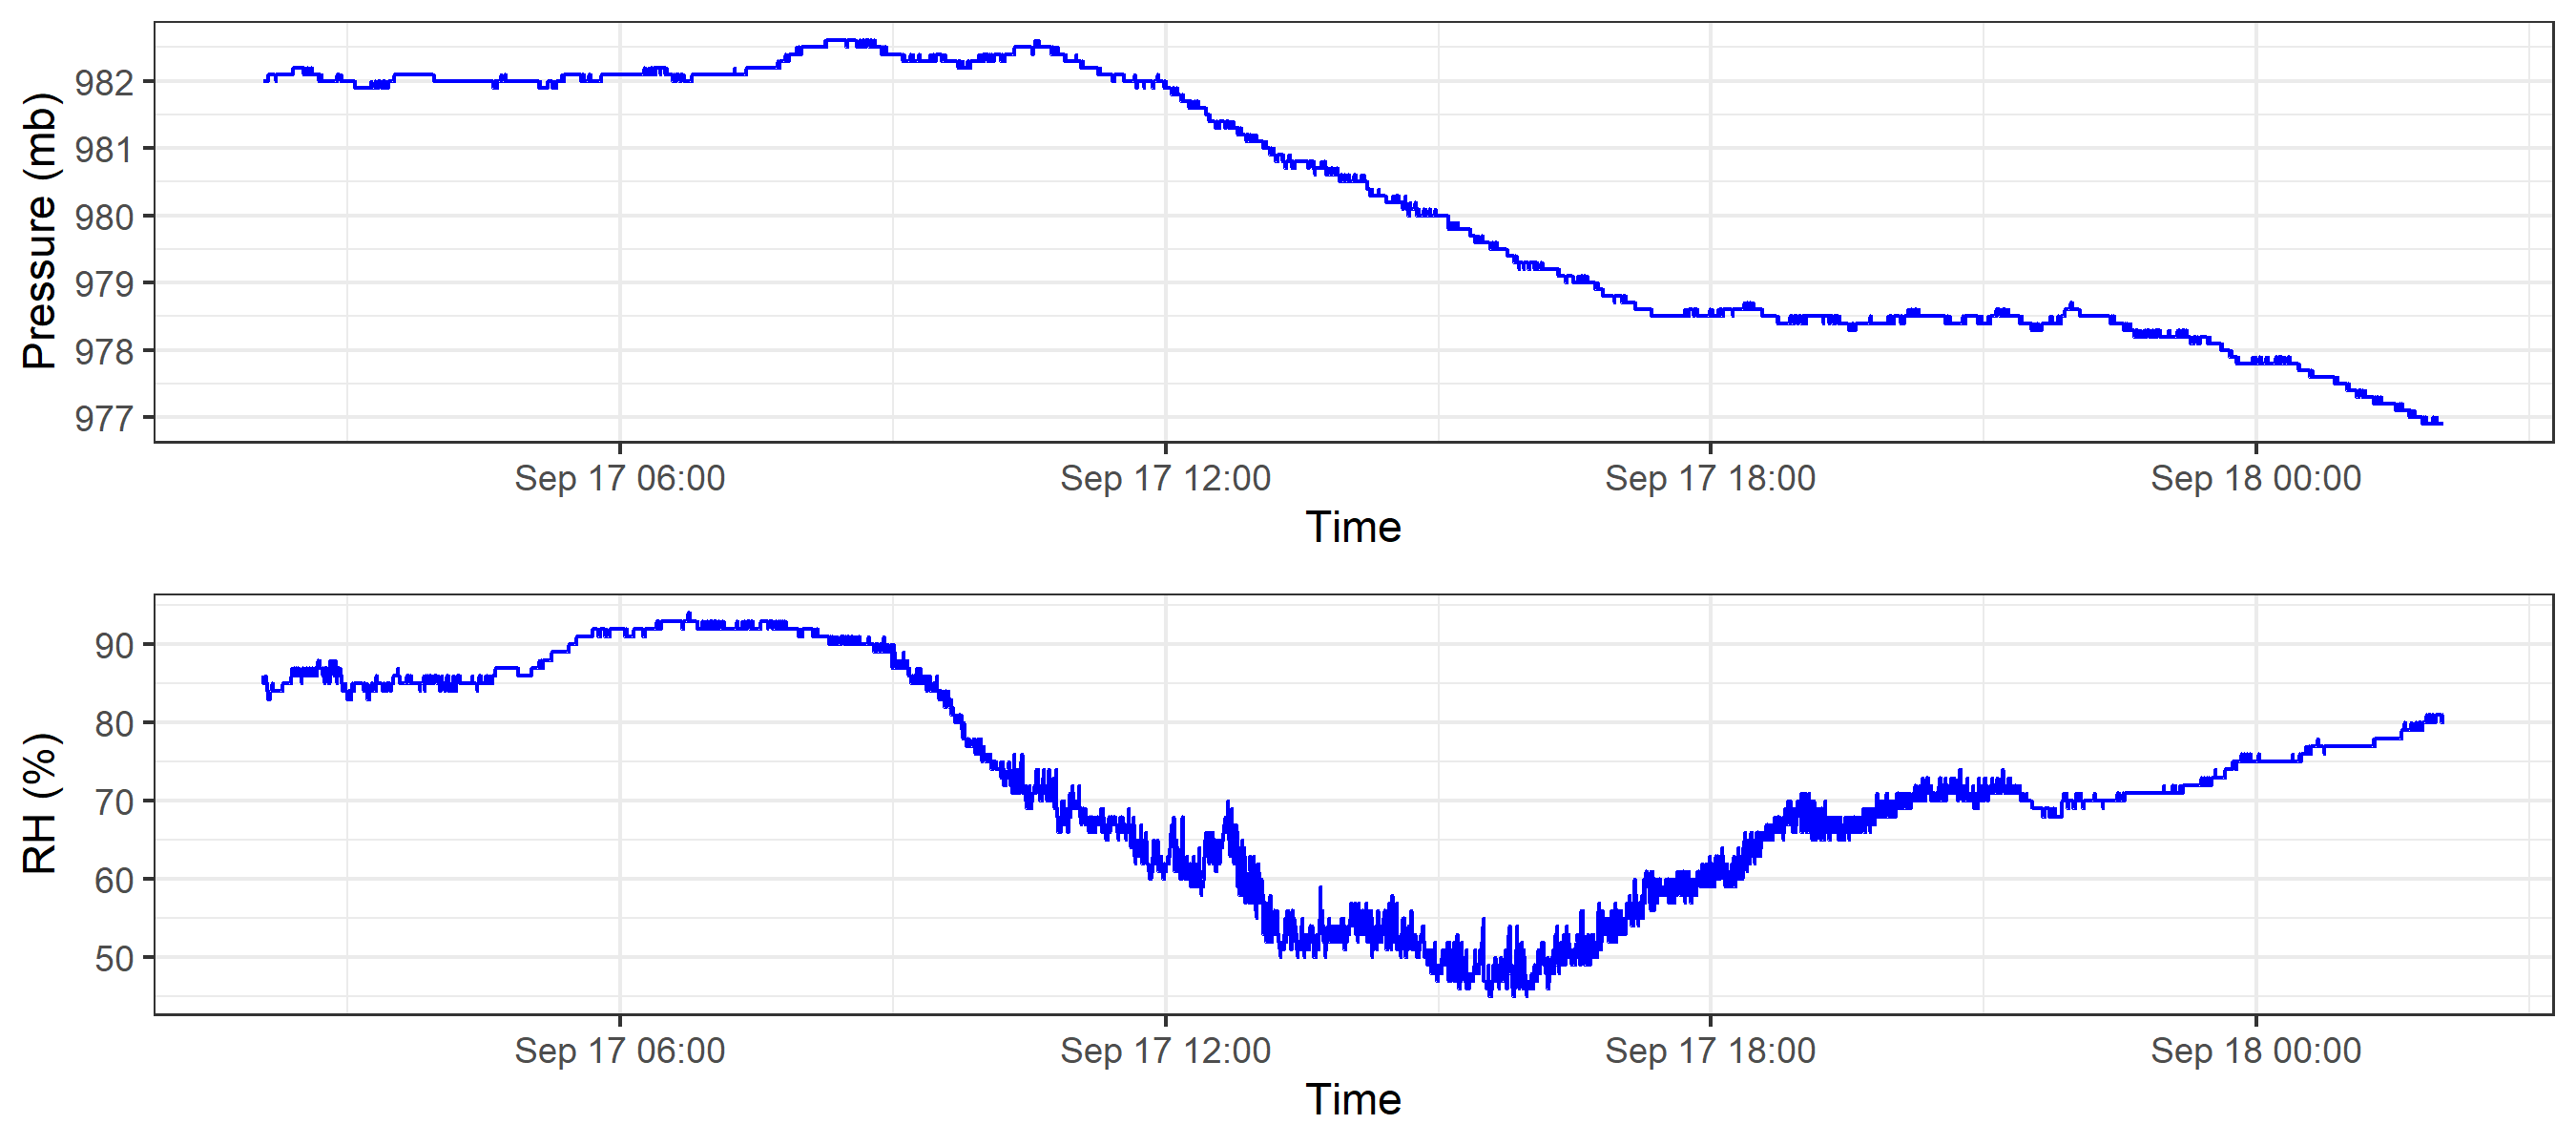 Pressure (mb)
982
981
980
979
978
977
Sep 17 06:00
Sep 17 12:00
Sep 17 18:00
Sep 18 00:00
Time
RH (%)
90
80
70
60
50
Sep 17 06:00
Sep 17 12:00
Sep 17 18:00
Sep 18 00:00
Time